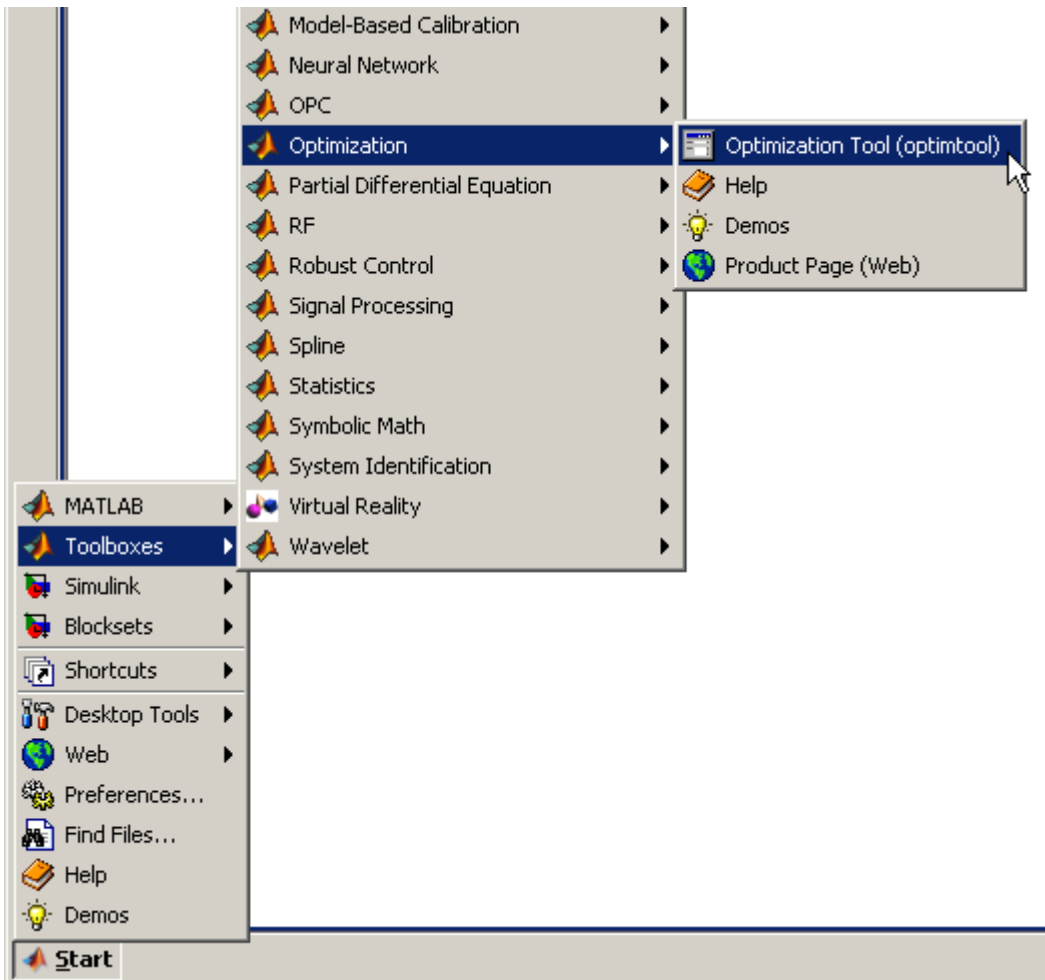 Model-Based Calibration
Neural Network
OPC
Optimization
Partial Differential Equation
RF
Robust Control
Signal Processing
Spline
Statistics
Symbolic Math
System Identification
Virtual Reality
Wavelet
Optimization Tool (optimtool)
Help
Demos
Product Page (Web)
MATLAB
Toolboxes
Simulink
Blocksets
Shortcuts
Desktop Tools
Web
Preferences...
Find Files...
Help
Demos
Start